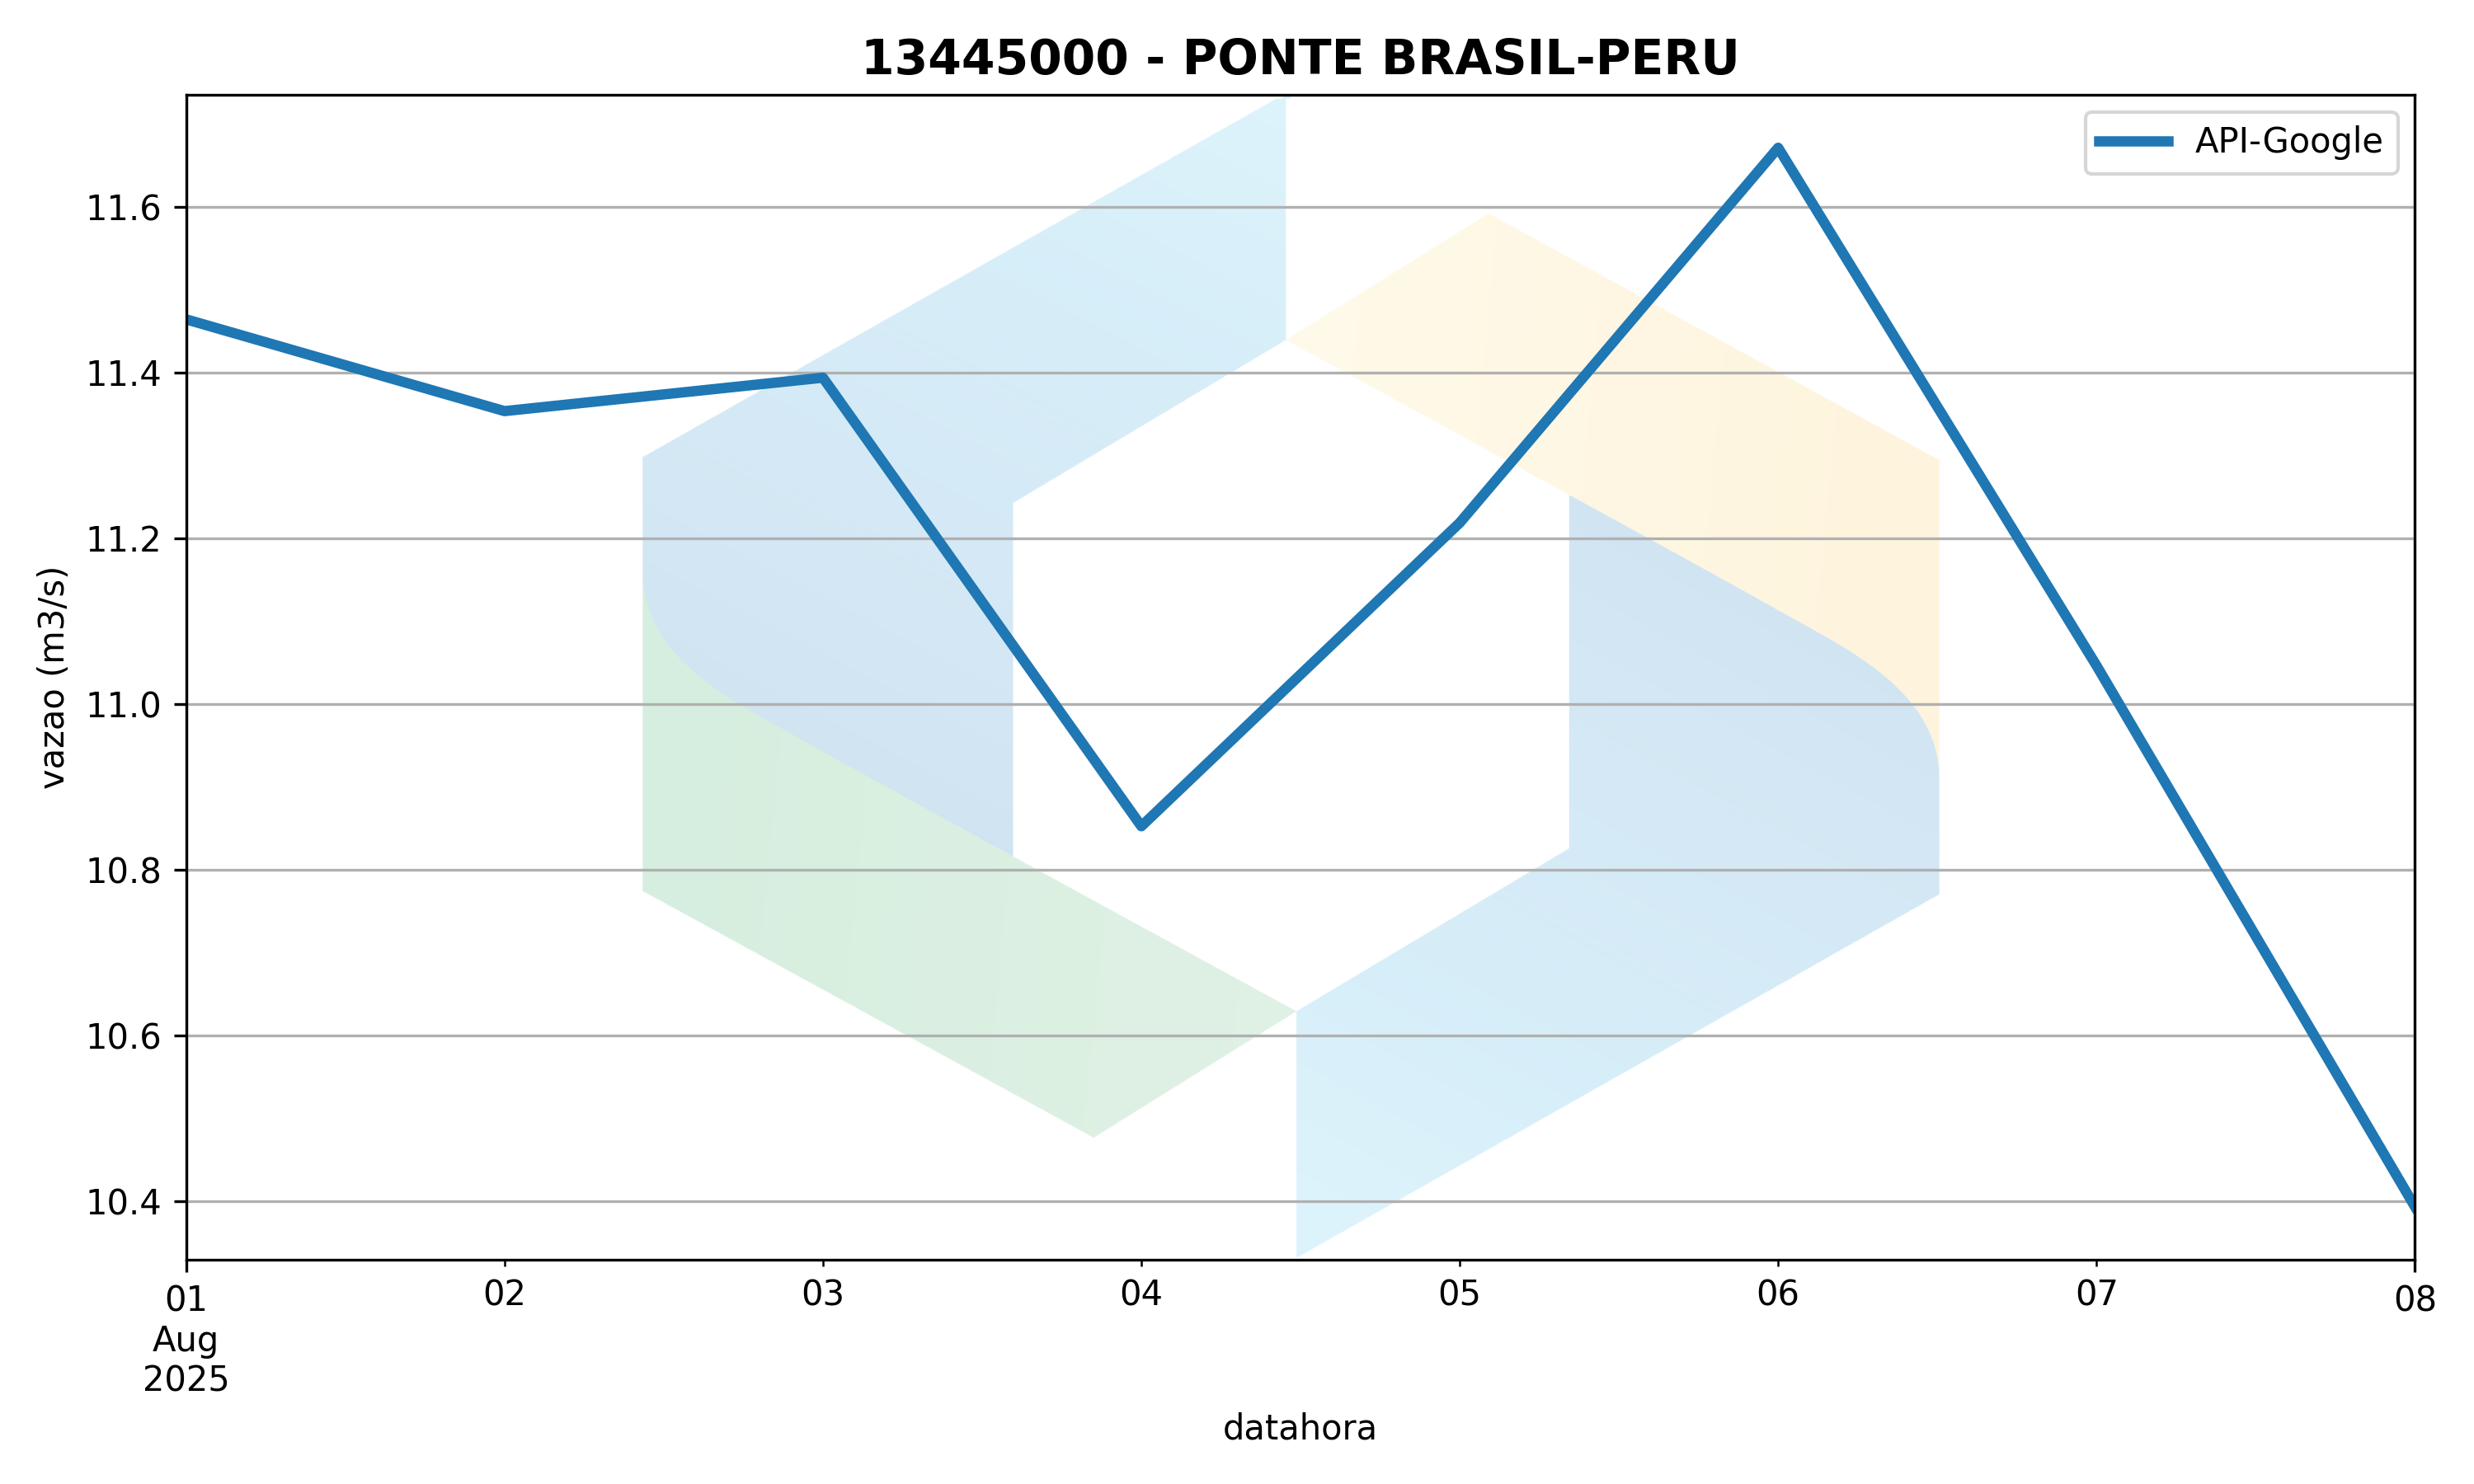 13445000 - PONTE BRASIL-PERU
API-Google
11.6
11.4
11.2
11.0
10.8
10.6
10.4
vazao (m3/s)
01 02 03 04 05 06 07 08
Aug
2025
datahora